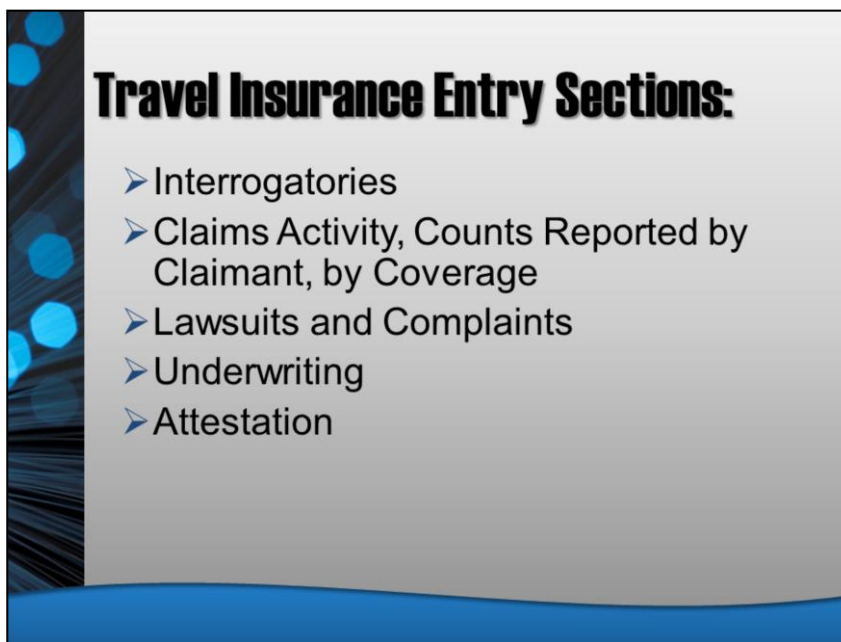 Travel Insurance Entry Sections:
➢Interrogatories
➢Claims Activity, Counts Reported by
Claimant, by Coverage
➢Lawsuits and Complaints
➢Underwriting
➢Attestation